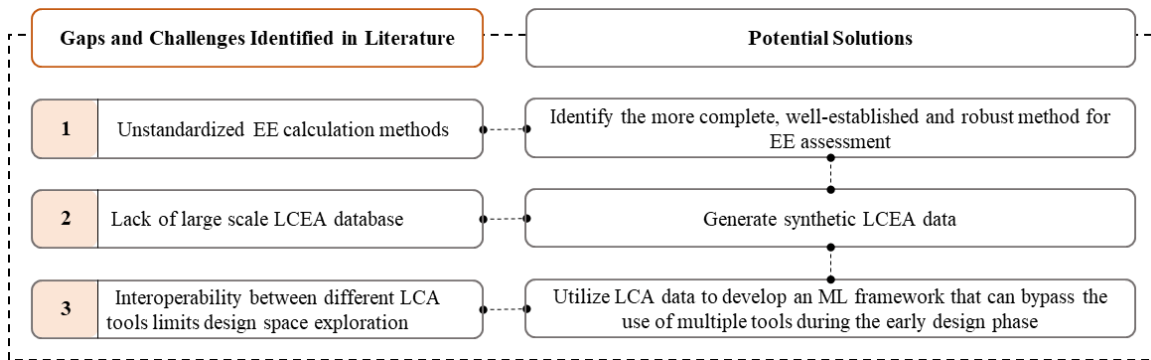 Gaps and Challenges Identified in Literature
Potential Solutions
1
Unstandardized EE calculation methods
Identify the more complete, well-established and robust method for
EE assessment
2
Lack of large scale LCEA database
Generate synthetic LCEA data
3
Interoperability between different LCA
tools limits design space exploration
Utilize LCA data to develop an ML framework that can bypass the
use of multiple tools during the early design phase